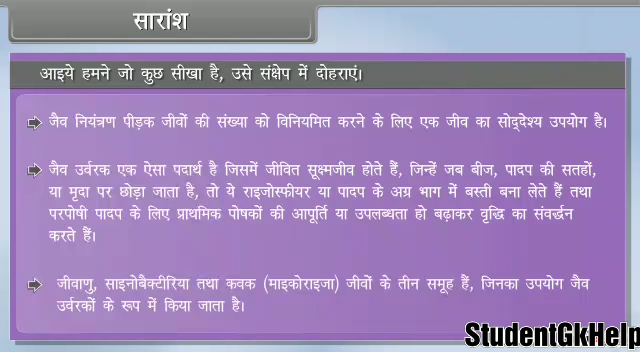 सारांश
आइये हमने जो कुछ सीखा है, उसे संक्षेप में दोहराएं।
जैव नियंत्रण पीड़क जीवों की संख्या को विनियमित करने के लिए एक जीव का सोद्देश्य उपयोग है।
जैव उर्वरक एक ऐसा पदार्थ है जिसमें जीवित सूक्ष्मजीव होते हैं, जिन्हें जब बीज, पादप की सतहों,
या मृदा पर छोड़ा जाता है, तो ये राइजोस्फीयर या पादप के अग्र भाग में बस्ती बना लेते हैं तथा
परपोषी पादप के लिए प्राथमिक पोषकों की आपूर्ति या उपलब्धता हो बढ़ाकर वृद्धि का संवर्द्धन
करते हैं।
जीवाणु, साइनोबैक्टीरिया तथा कवक (माइकोराइजा) जीवों के तीन समूह हैं, जिनका उपयोग जैव
उर्वरकों के रूप में किया जाता है।
StudentGkHelp